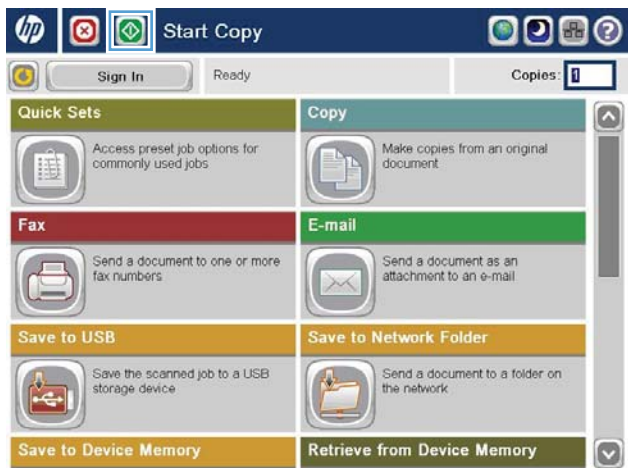 hp
Start Copy
?
Sign In
Ready
Copies: 1
Quick Sets
Access preset job options for
commonly used jobs
Copy
Make copies from an original
document
Fax
Send a document to one or more
fax numbers
E-mail
Send a document as an
attachment to an e-mail
Save to USB
Save the scanned job to a USB
storage device
Save to Network Folder
Send a document to a folder on
the network
Save to Device Memory
Retrieve from Device Memory